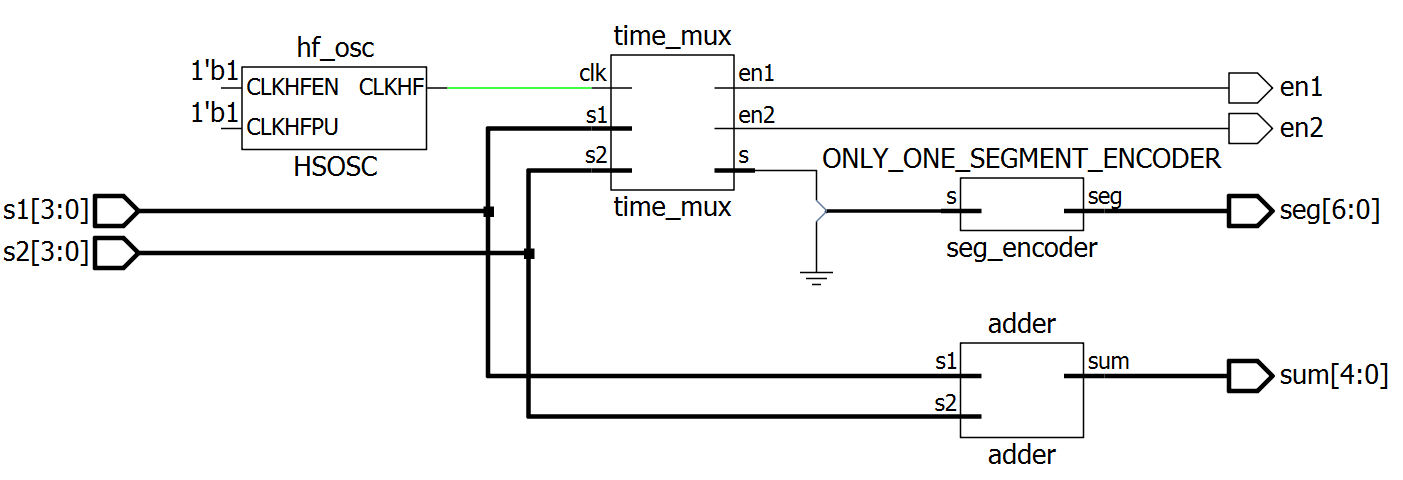 hf_osc
1'b1
CLKHFEN CLKHF
1'b1
CLKHFPU
HSOSC
time_mux
clk
s1
s2
en1
en2
s
time_mux
s1[3:0]
s2[3:0]
en1
en2
ONLY_ONE_SEGMENT_ENCODER
s
seg
seg_encoder
seg[6:0]
adder
s1
s2
sum
adder
sum[4:0]